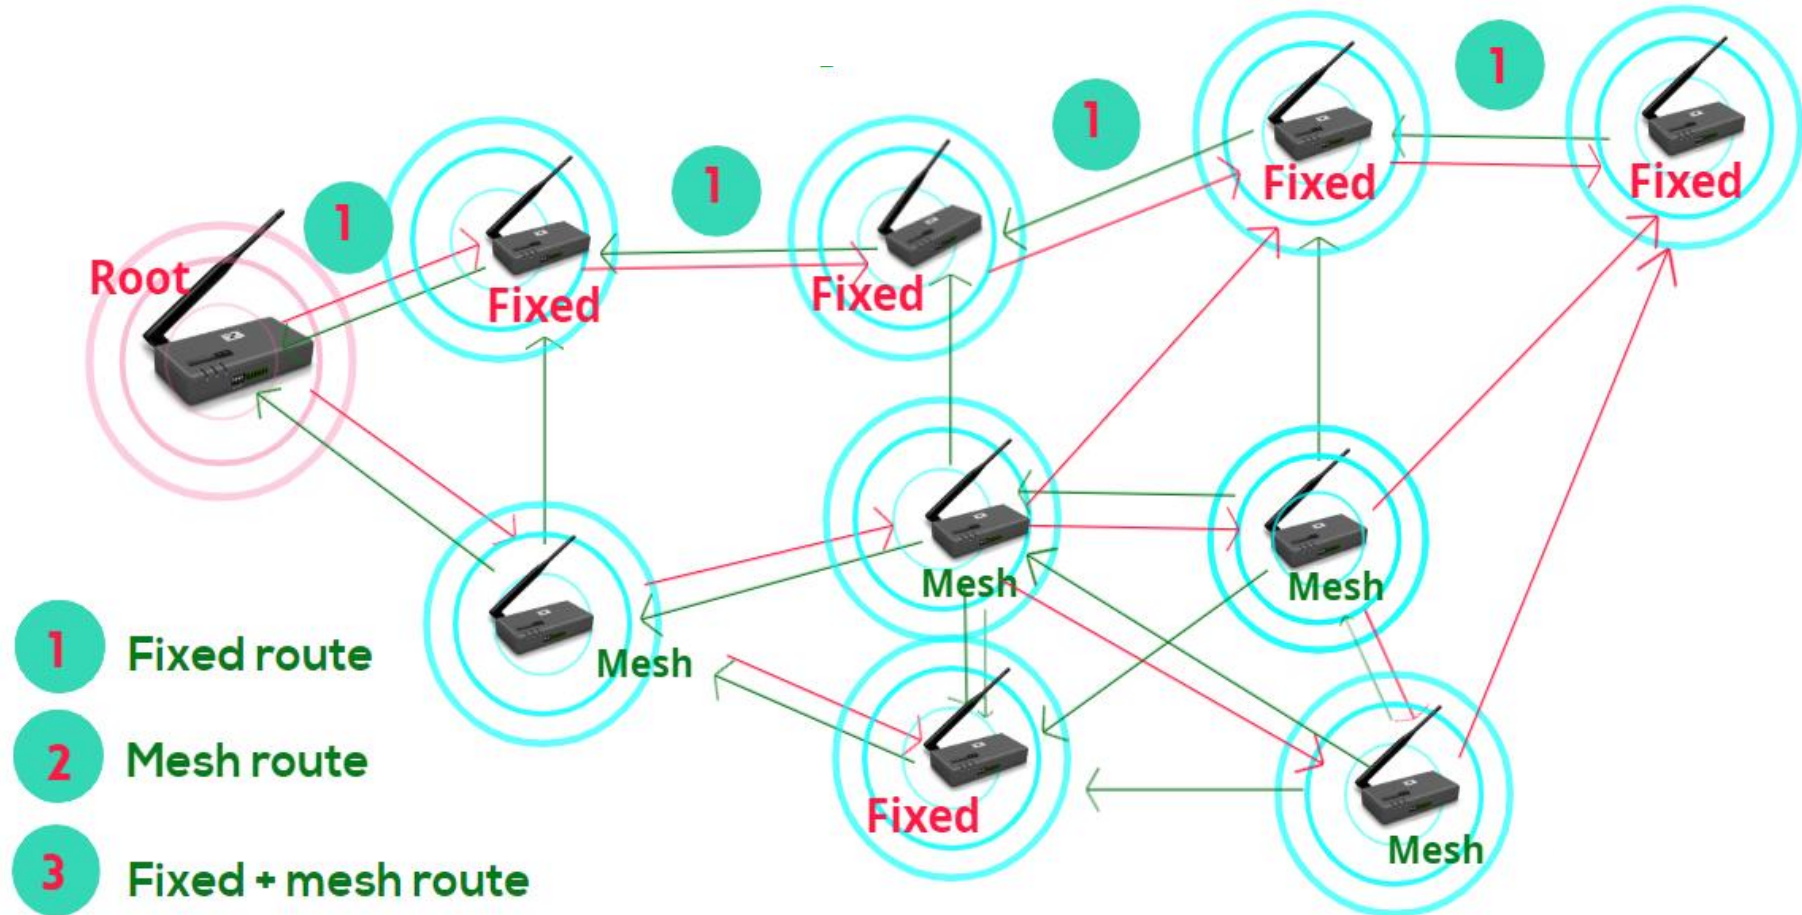 1
1
1
1
Root
Fixed
Fixed
Fixed
Fixed
Mesh
Mesh
Mesh
Fixed
Mesh
1 Fixed route
2 Mesh route
3 Fixed + mesh route